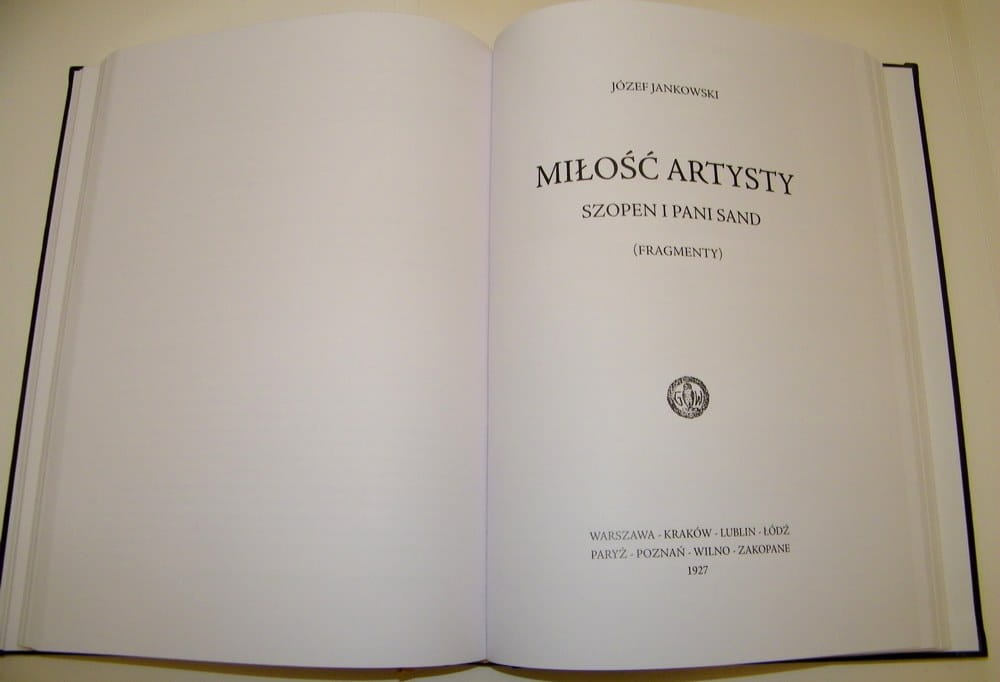 JÓZEF JANKOWSKI
MIŁOŚĆ ARTYSTY
SZOPEN I PANI SAND
(FRAGMENTY)
G W
WARSZAWA - KRAKÓW - LUBLIN - ŁÓDŹ
PARYŻ - POZNAŃ - WILNO - ZAKOPANE
1927